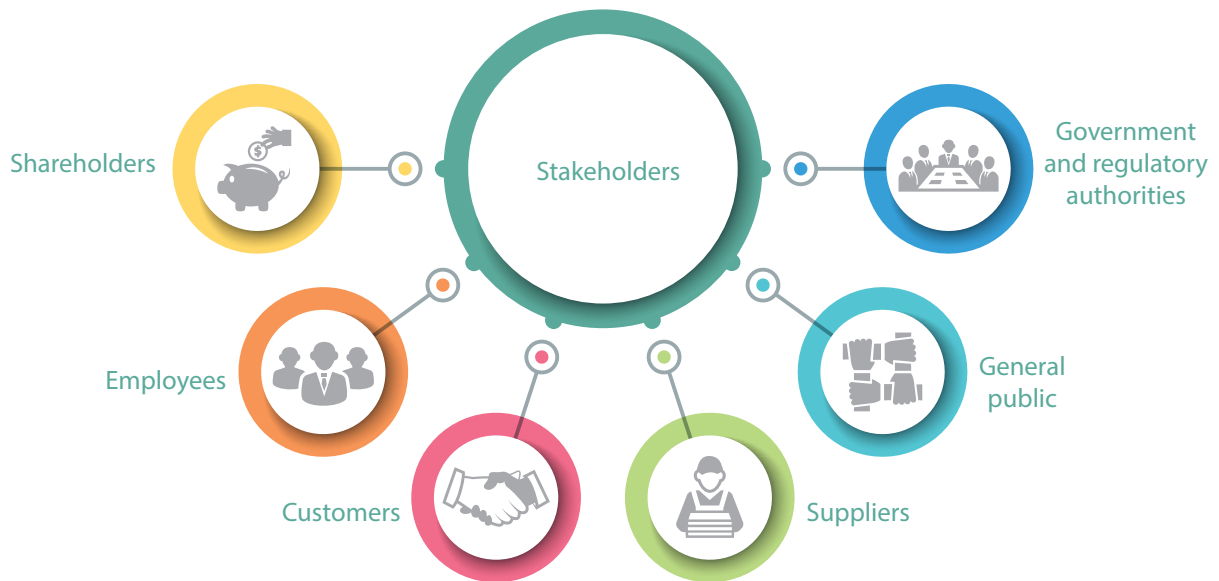 Stakeholders
Shareholders
Employees
Customers
Suppliers
General
public
Government
and regulatory
authorities
$